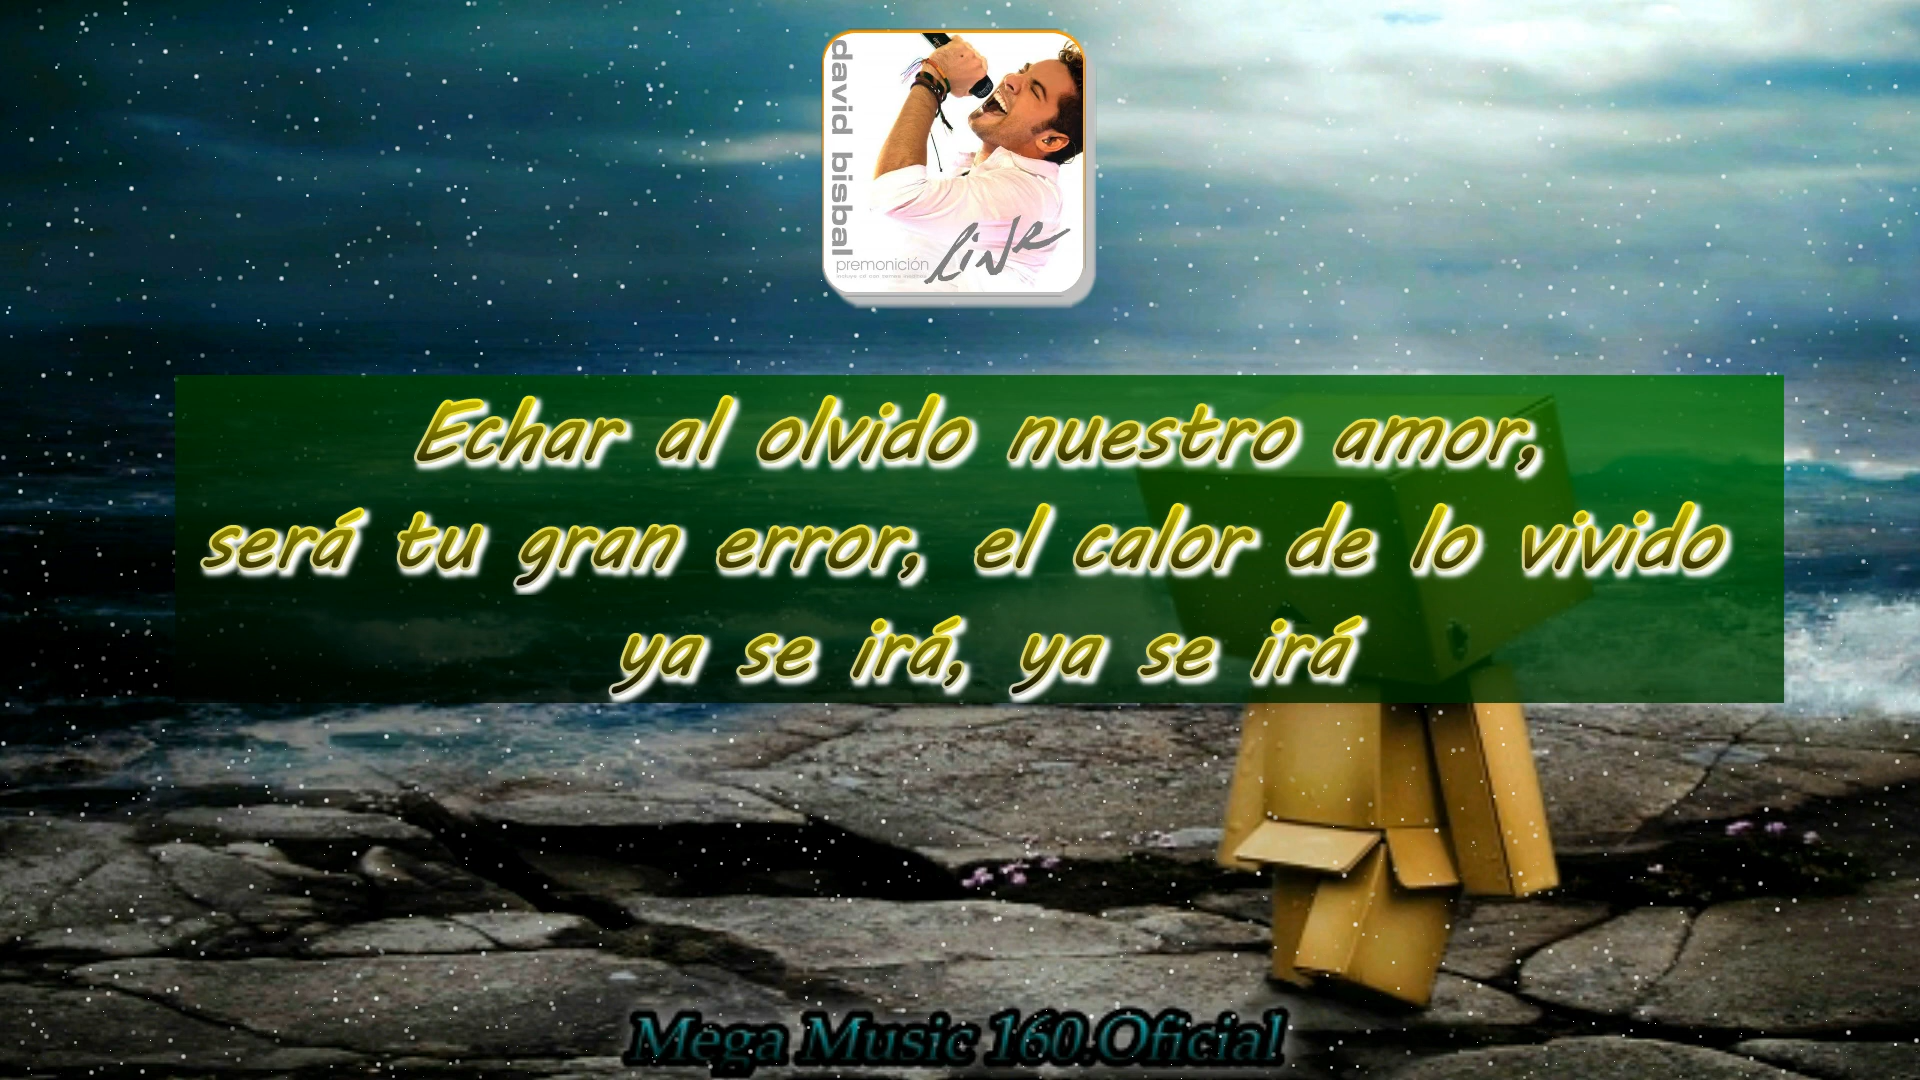 david bisbal
premonición
LIVE
Echar al olvido nuestro amor,
será tu gran error, el calor de lo vivido
ya se irá, ya se irá
Mega Music 160.Oficial